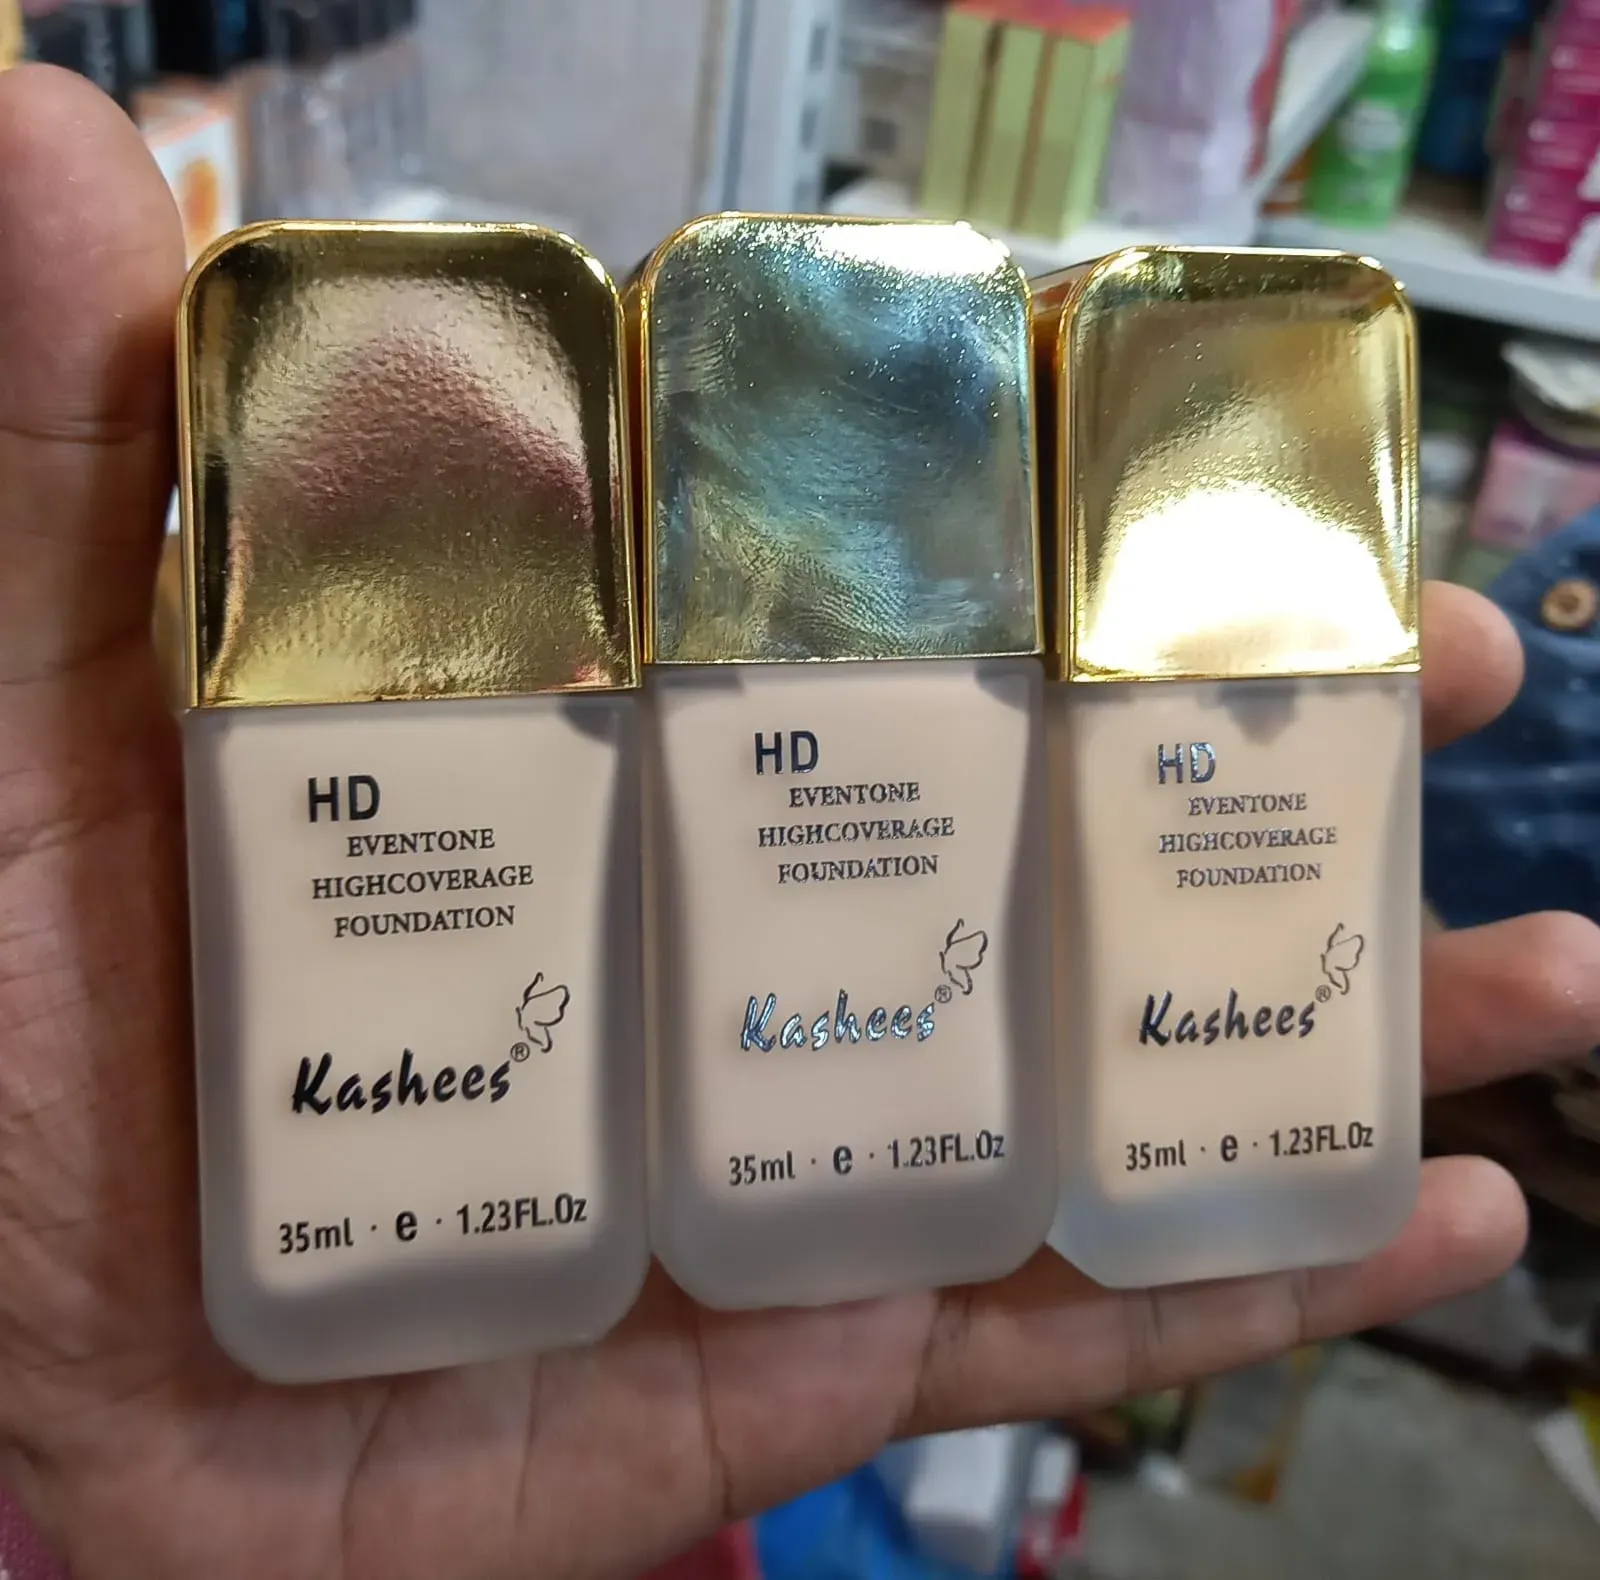 HD
EVENTONE
HIGHCOVERAGE
FOUNDATION
Kashees®
35ml · e · 1.23FL.Oz
HD
EVENTONE
HIGHCOVERAGE
FOUNDATION
Kashees®
35ml · e · 1.23FL.Oz
HD
EVENTONE
HIGHCOVERAGE
FOUNDATION
Kashees®
35ml · e · 1.23FL.Oz